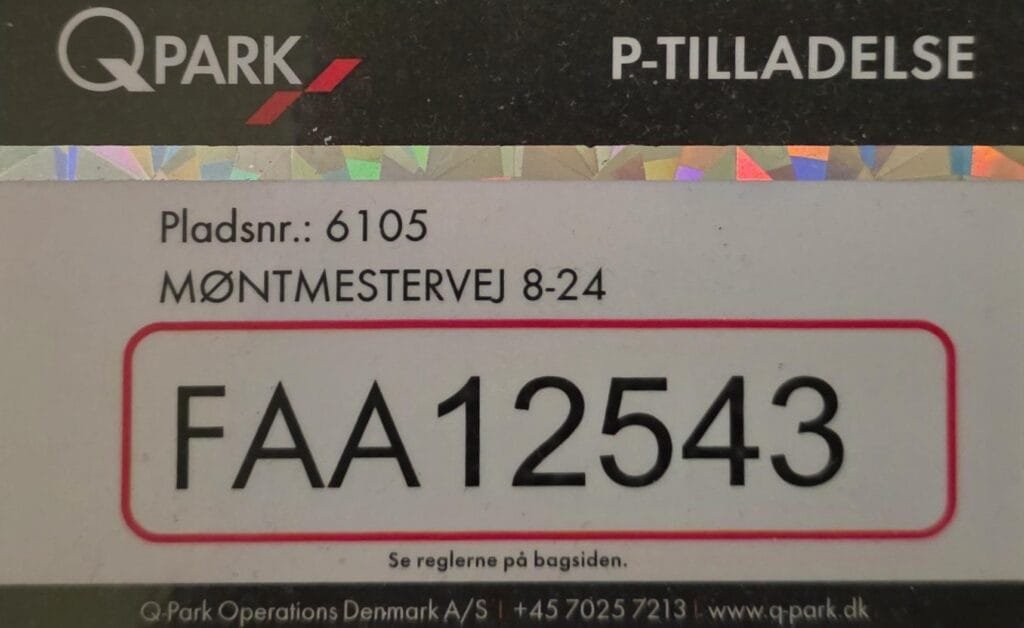 Q PARK
P-TILLADELSE
Pladsnr.: 6105
MØNTMESTERVEJ 8-24
FAA12543
Se reglerne på bagsiden.
Q-Park Operations Denmark A/S | +45 7025 7213 | www.q-park.dk